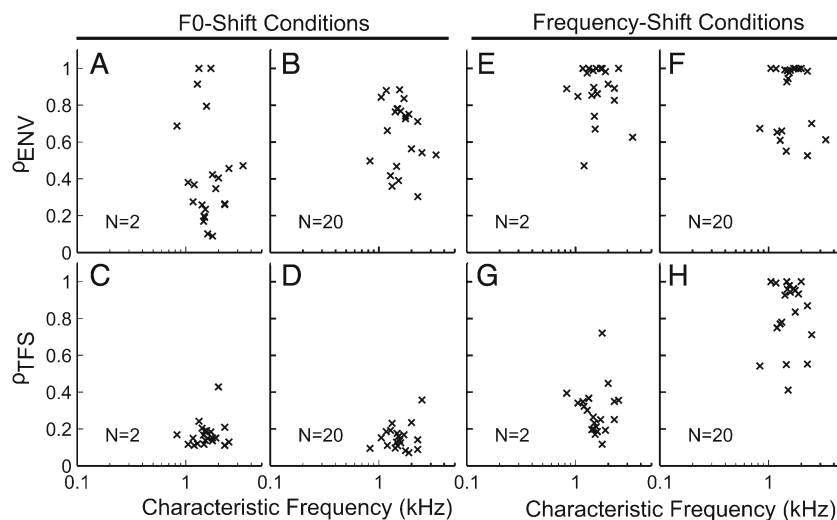 F0-Shift Conditions
Frequency-Shift Conditions
A
B
E
F
1
0.8
0.6
0.4
0.2
0
ρENV
N=2
N=20
N=2
N=20
C
D
G
H
1
0.8
0.6
0.4
0.2
0
ρTFS
N=2
N=20
N=2
N=20
0.1 1 0.1 1 0.1 1 0.1 1
Characteristic Frequency (kHz)
Characteristic Frequency (kHz)